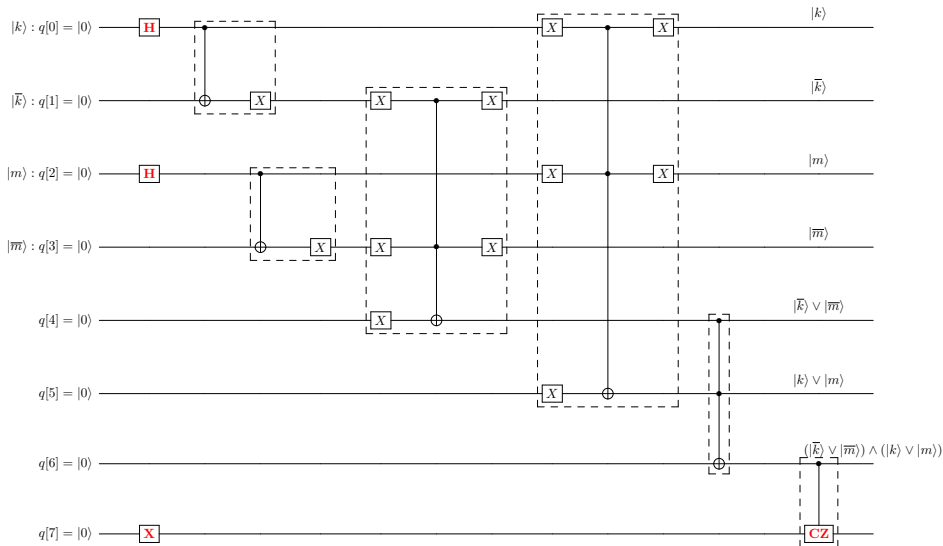 |k⟩
|k⟩ : q[0] = |0⟩ H X X
|k̅⟩
|k̅⟩ : q[1] = |0⟩ X X X
|m⟩
|m⟩ : q[2] = |0⟩ H X X
|m̅⟩
|m̅⟩ : q[3] = |0⟩ X X X
|k̅⟩ ∨ |m̅⟩
q[4] = |0⟩ X
|k⟩ ∨ |m⟩
q[5] = |0⟩ X
(|k̅⟩ ∨ |m̅⟩) ∧ (|k⟩ ∨ |m⟩)
q[6] = |0⟩
q[7] = |0⟩ X CZ